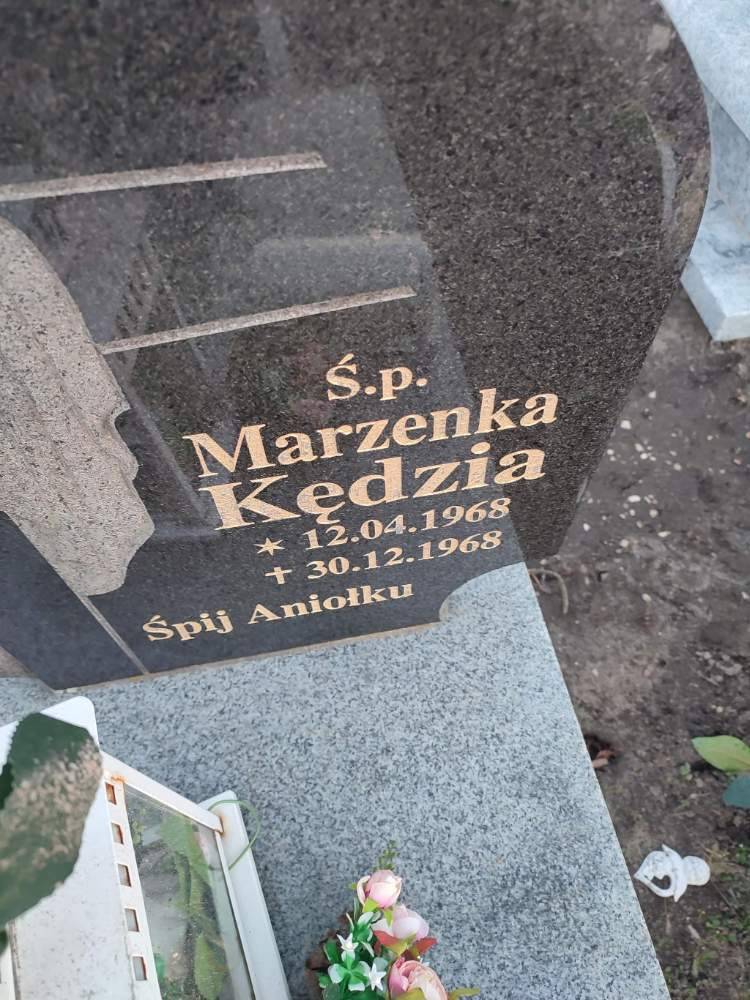 Ś.p.
Marzenka
Kędzia
* 12.04.1968
✝ 30.12.1968
Śpij Aniołku